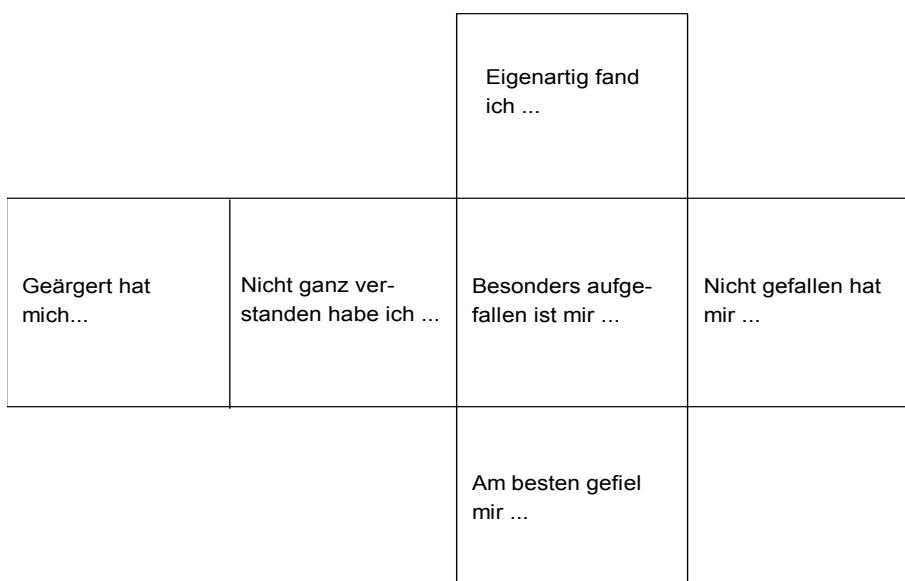 Eigenartig fand
ich ...
Geärgert hat
mich...
Nicht ganz ver-
standen habe ich ...
Besonders aufge-
fallen ist mir ...
Nicht gefallen hat
mir ...
Am besten gefiel
mir ...